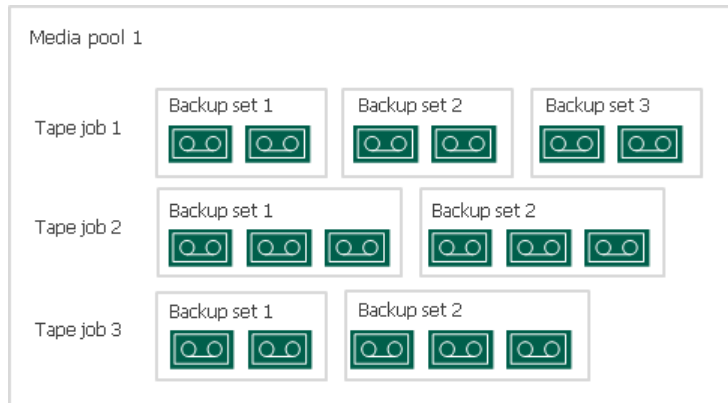 Media pool 1
Backup set 1
Backup set 2
Backup set 3
Tape job 1
Backup set 1
Backup set 2
Tape job 2
Backup set 1
Backup set 2
Tape job 3